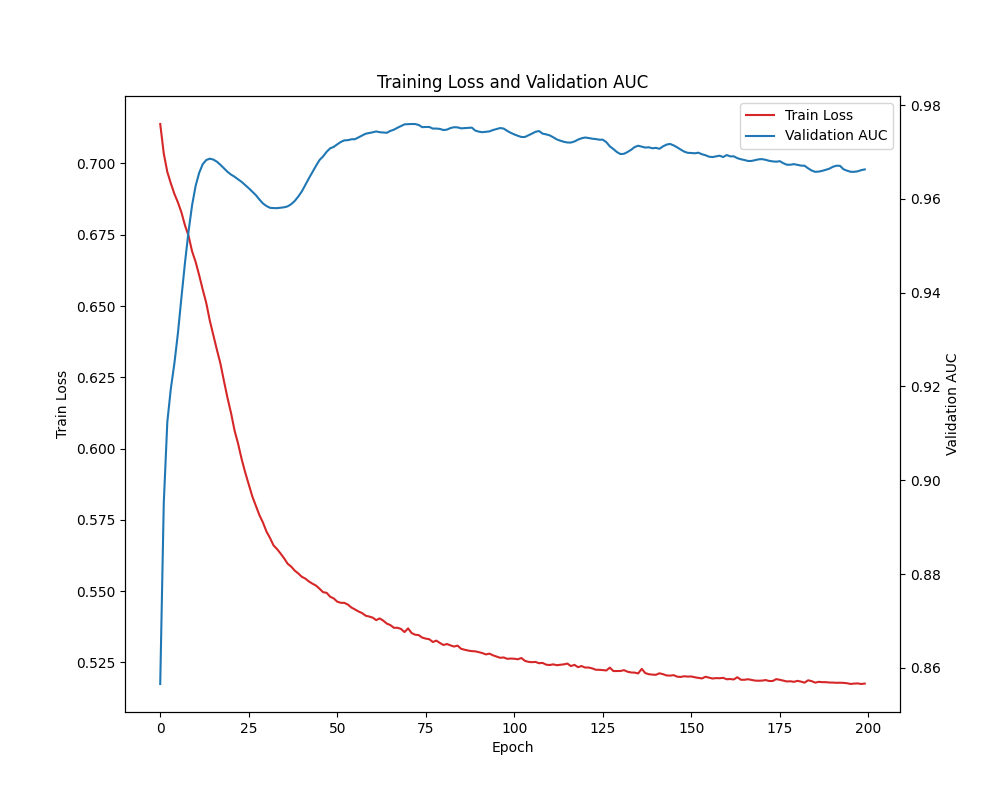 Training Loss and Validation AUC
Train Loss
Validation AUC
0.700
0.675
0.650
0.625
0.600
0.575
0.550
0.525
Train Loss
0.98
0.96
0.94
0.92
0.90
0.88
0.86
Validation AUC
0 25 50 75 100 125 150 175 200
Epoch